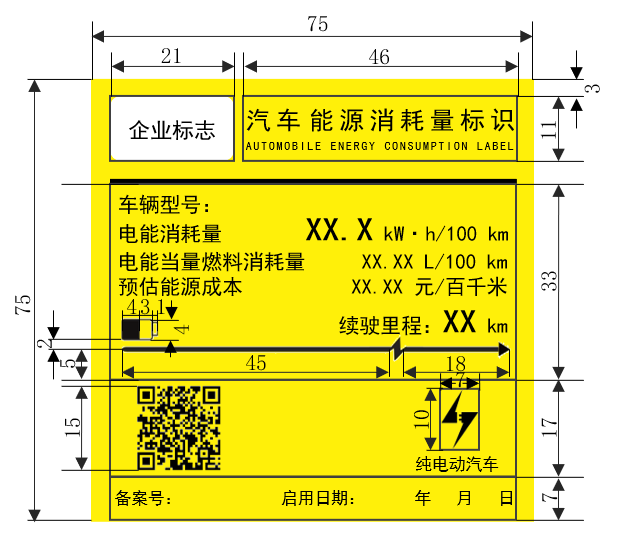 75
21
46
3
企业标志
汽车能源消耗量标识
AUTOMOBILE ENERGY CONSUMPTION LABEL
11
车辆型号：
电能消耗量 XX.X kW·h/100 km
电能当量燃料消耗量 XX.XX L/100 km
预估能源成本 XX.XX 元/百千米
33
75
4 3 1
4
续驶里程：XX km
2
5
45
18
7
15
10
17
纯电动汽车
备案号： 启用日期： 年 月 日
7